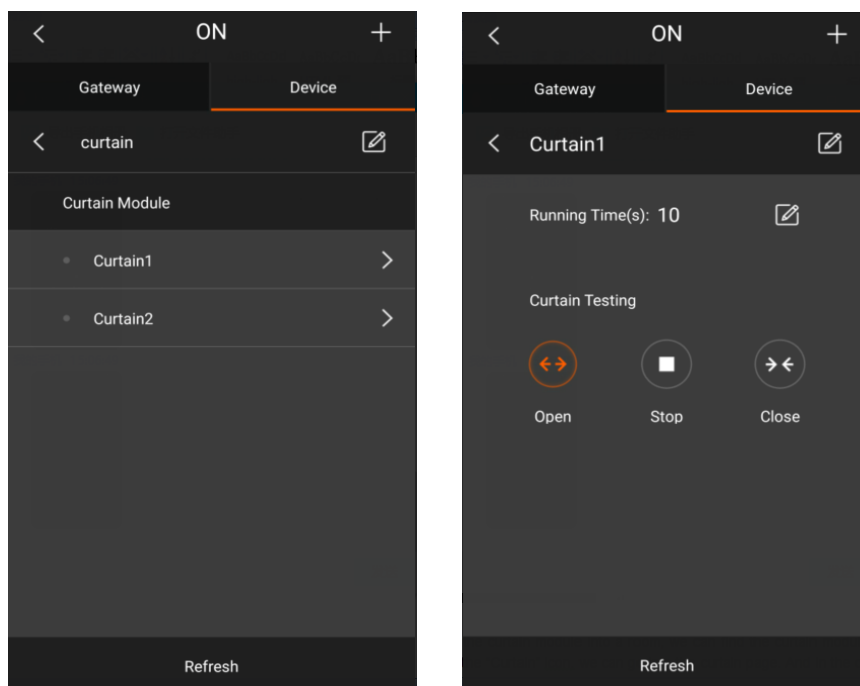 ON
Gateway Device
curtain
Curtain Module
Curtain1
Curtain2
Refresh
ON
Gateway Device
Curtain1
Running Time(s): 10
Curtain Testing
Open Stop Close
Refresh